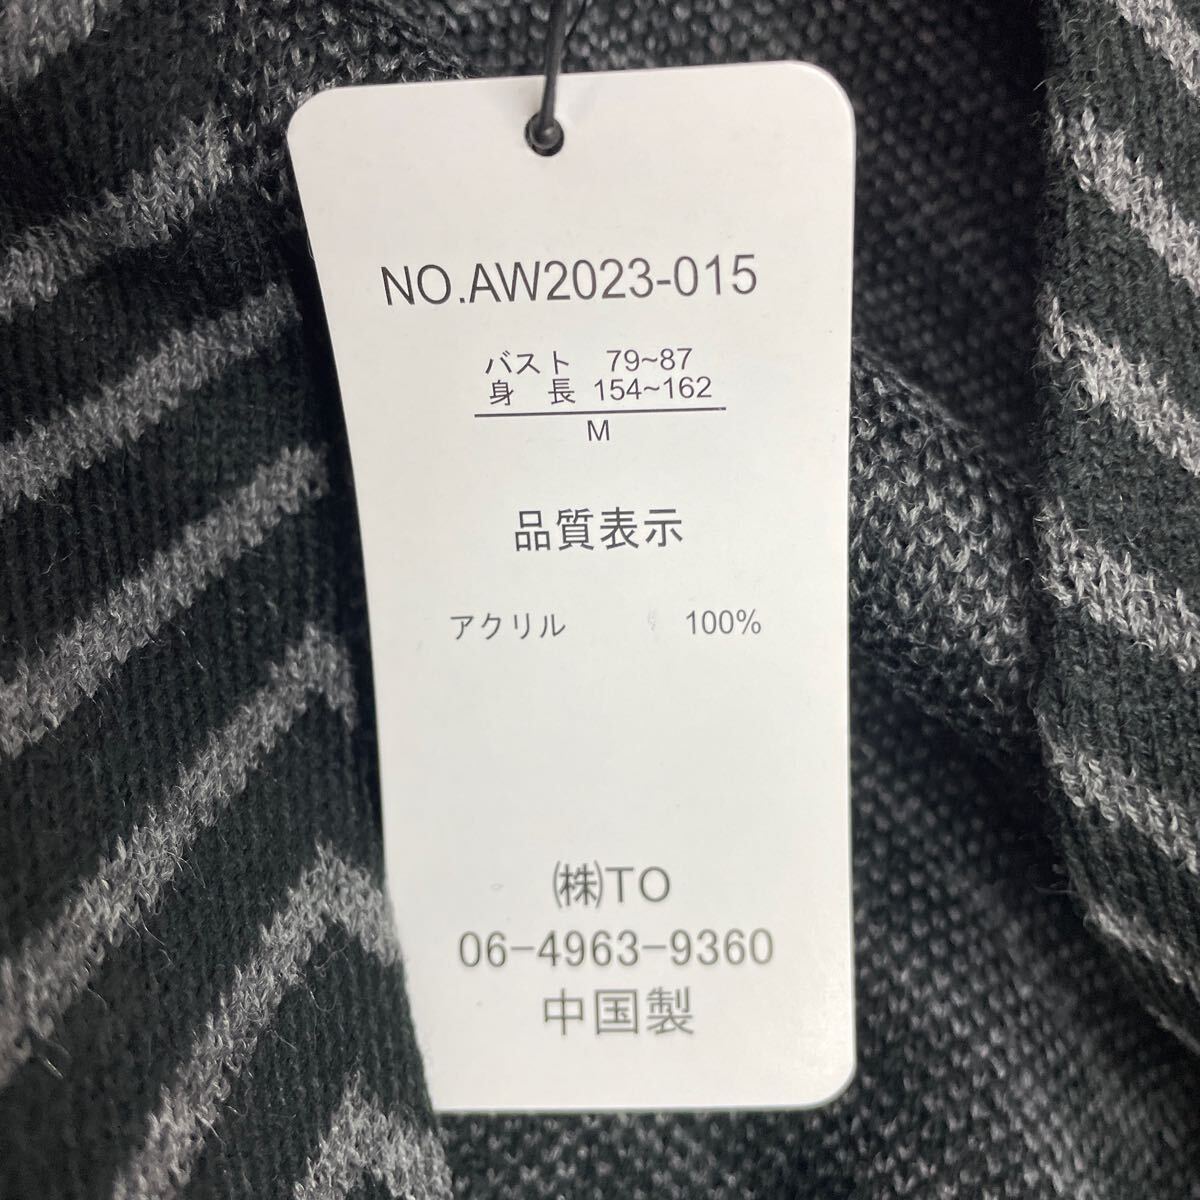 NO.AW2023-015
バスト 79~87
身 長 154~162
M
品質表示
アクリル 100%
㈱TO
06-4963-9360
中国製